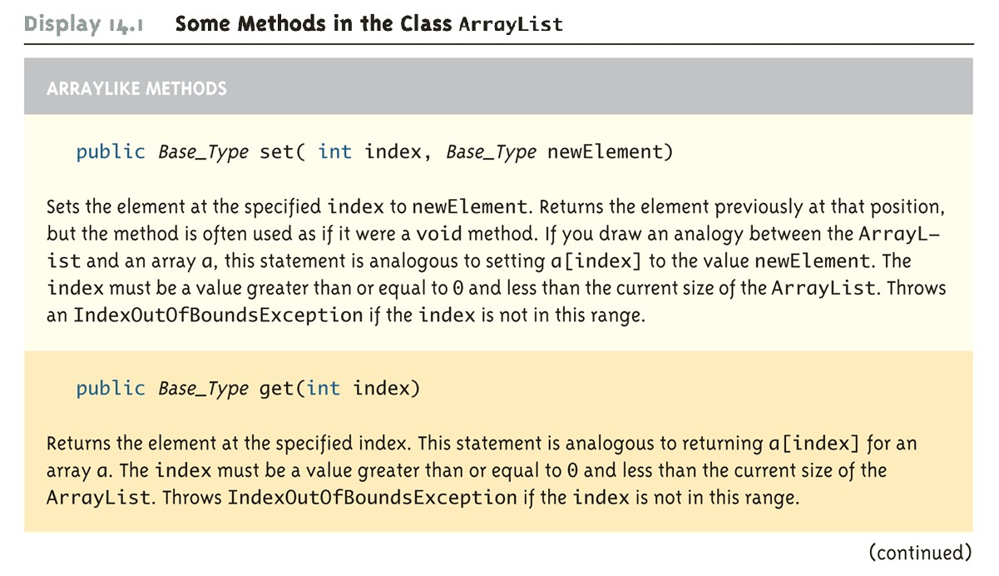 Display 14.1 Some Methods in the Class ArrayList
ARRAYLIKE METHODS
public Base_Type set( int index, Base_Type newElement)
Sets the element at the specified index to newElement. Returns the element previously at that position,
but the method is often used as if it were a void method. If you draw an analogy between the ArrayL–
ist and an array a, this statement is analogous to setting a[index] to the value newElement. The
index must be a value greater than or equal to 0 and less than the current size of the ArrayList. Throws
an IndexOutOfBoundsException if the index is not in this range.
public Base_Type get(int index)
Returns the element at the specified index. This statement is analogous to returning a[index] for an
array a. The index must be a value greater than or equal to 0 and less than the current size of the
ArrayList. Throws IndexOutOfBoundsException if the index is not in this range.
(continued)